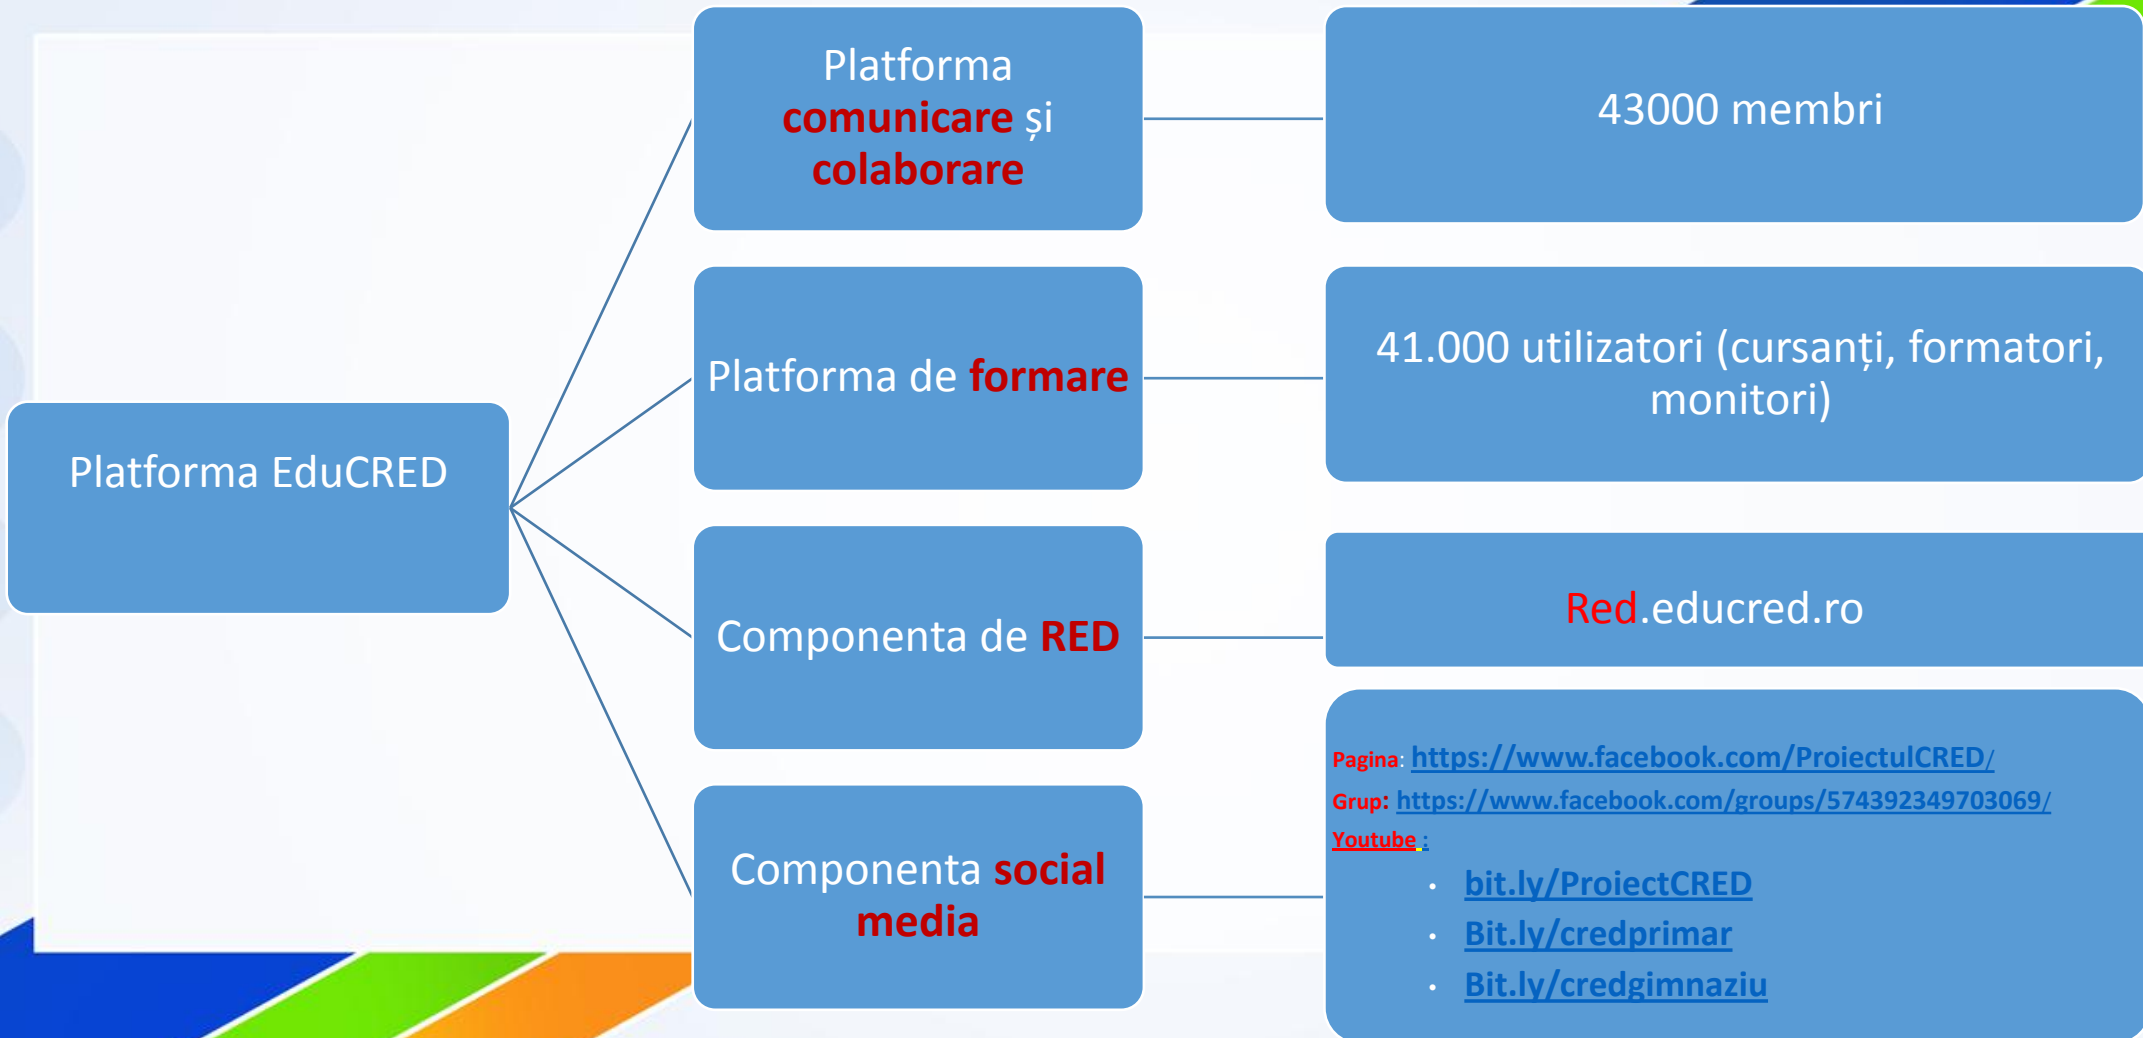 Platforma EduCRED
Platforma
comunicare și
colaborare
43000 membri
Platforma de formare
41.000 utilizatori (cursanți, formatori,
monitori)
Componenta de RED
Red.educred.ro
Componenta social
media
Pagina: https://www.facebook.com/ProiectulCRED/
Grup: https://www.facebook.com/groups/574392349703069/
Youtube :
• bit.ly/ProiectCRED
• Bit.ly/credprimar
• Bit.ly/credgimnaziu